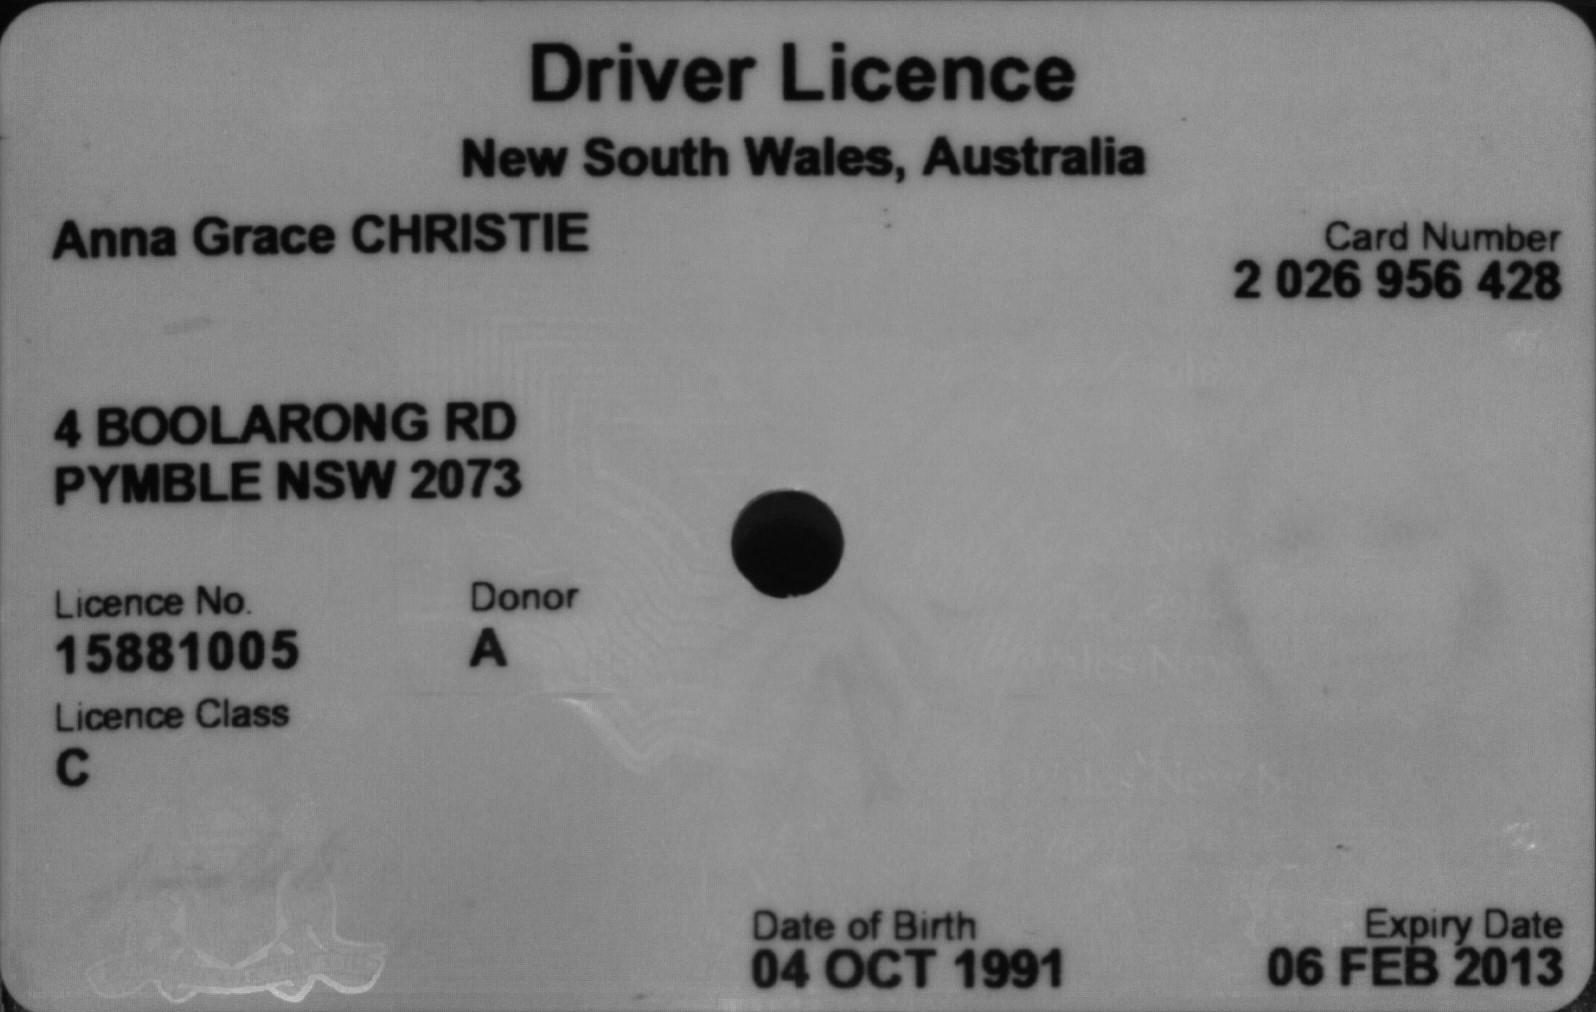 Driver Licence
New South Wales, Australia
Anna Grace CHRISTIE
Card Number
2 026 956 428
4 BOOLARONG RD
PYMBLE NSW 2073
Licence No.
15881005
Donor
A
Licence Class
C
Date of Birth
04 OCT 1991
Expiry Date
06 FEB 2013